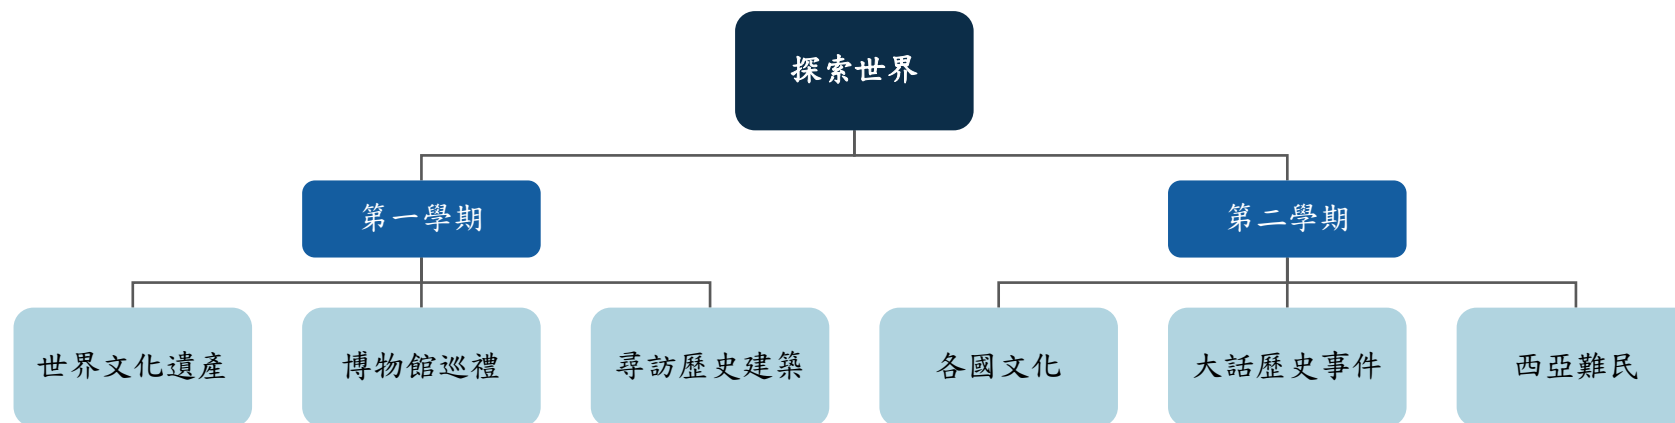 探索世界
第一學期
第二學期
世界文化遺產
博物館巡禮
尋訪歷史建築
各國文化
大話歷史事件
西亞難民